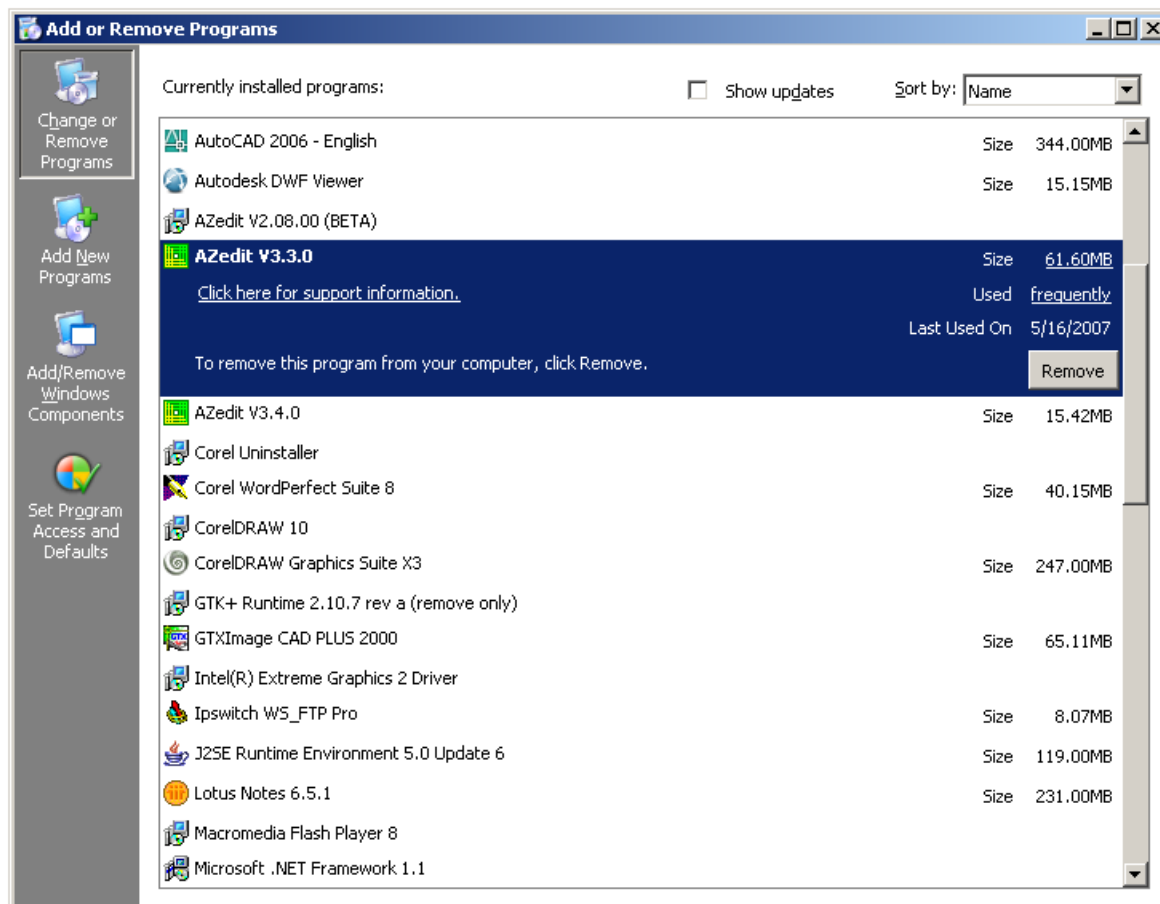 Add or Remove Programs
Change or
Remove
Programs
Add New
Programs
Add/Remove
Windows
Components
Set Program
Access and
Defaults
Currently installed programs: Show updates Sort by: Name
AutoCAD 2006 - English Size 344.00MB
Autodesk DWF Viewer Size 15.15MB
AZedit V2.08.00 (BETA)
AZedit V3.3.0 Size 61.60MB
Click here for support information. Used frequently
Last Used On 5/16/2007
To remove this program from your computer, click Remove. Remove
AZedit V3.4.0 Size 15.42MB
Corel Uninstaller
Corel WordPerfect Suite 8 Size 40.15MB
CorelDRAW 10
CorelDRAW Graphics Suite X3 Size 247.00MB
GTK+ Runtime 2.10.7 rev a (remove only)
GTXImage CAD PLUS 2000 Size 65.11MB
Intel(R) Extreme Graphics 2 Driver
Ipswitch WS_FTP Pro Size 8.07MB
J2SE Runtime Environment 5.0 Update 6 Size 119.00MB
Lotus Notes 6.5.1 Size 231.00MB
Macromedia Flash Player 8
Microsoft .NET Framework 1.1